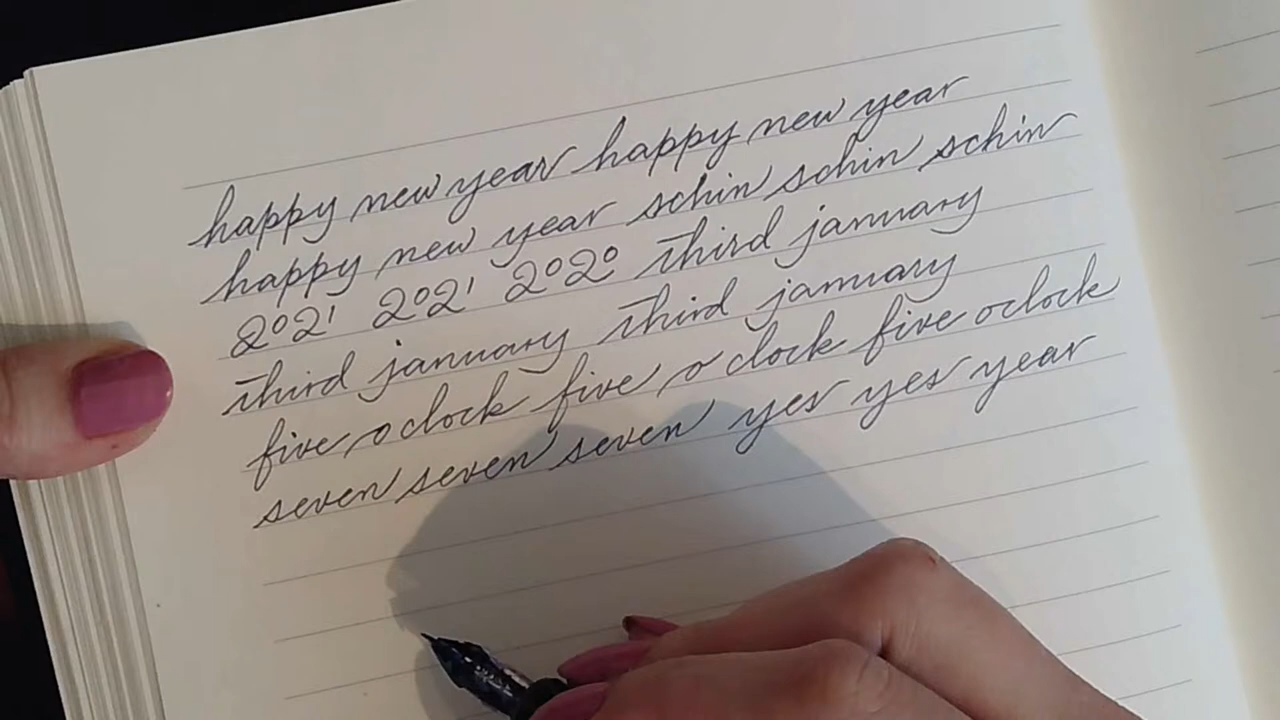 happy new year happy new year
happy new year schin schin schin
2021 2021 2020 third january
third january third january
five o clock five o clock five oclock
seven seven seven yes yes year